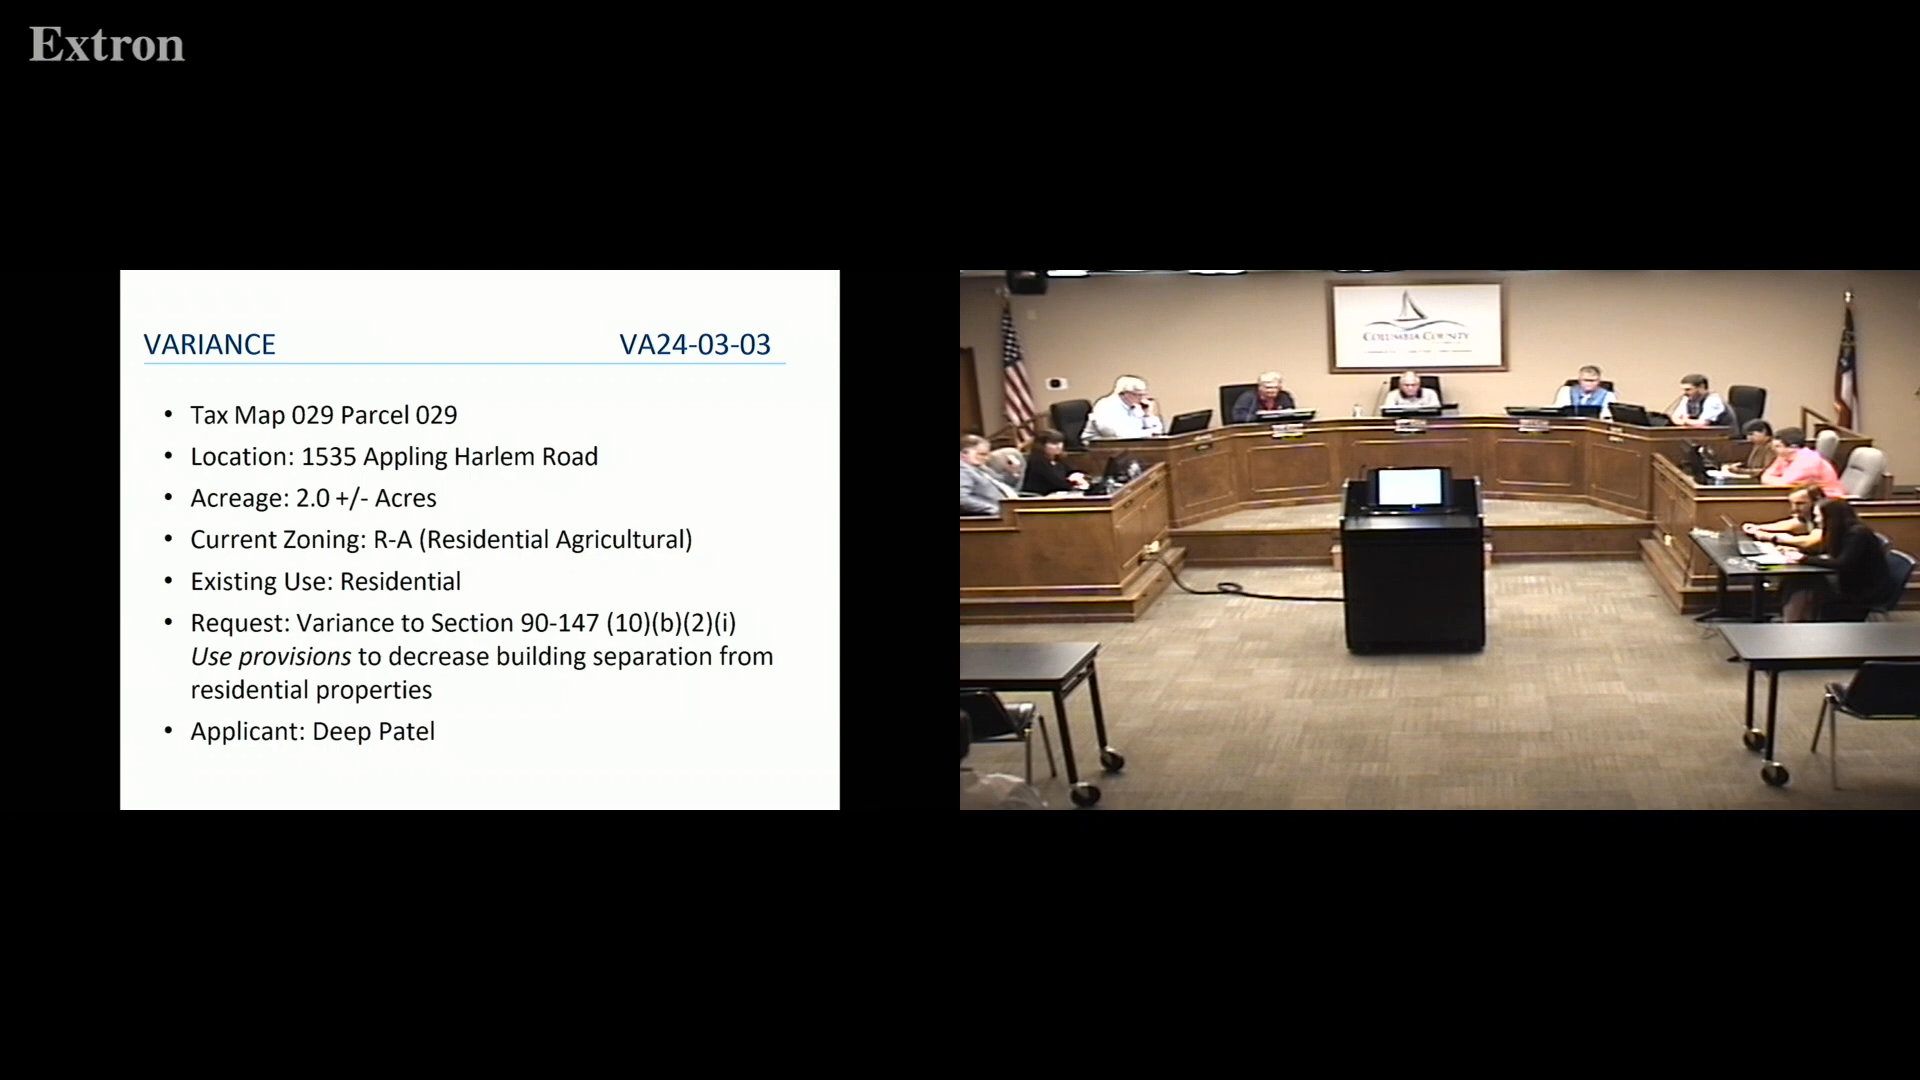 Extron
VARIANCE VA24-03-03
• Tax Map 029 Parcel 029
• Location: 1535 Appling Harlem Road
• Acreage: 2.0 +/- Acres
• Current Zoning: R-A (Residential Agricultural)
• Existing Use: Residential
• Request: Variance to Section 90-147 (10)(b)(2)(i)
Use provisions to decrease building separation from
residential properties
• Applicant: Deep Patel
COLUMBIA COUNTY